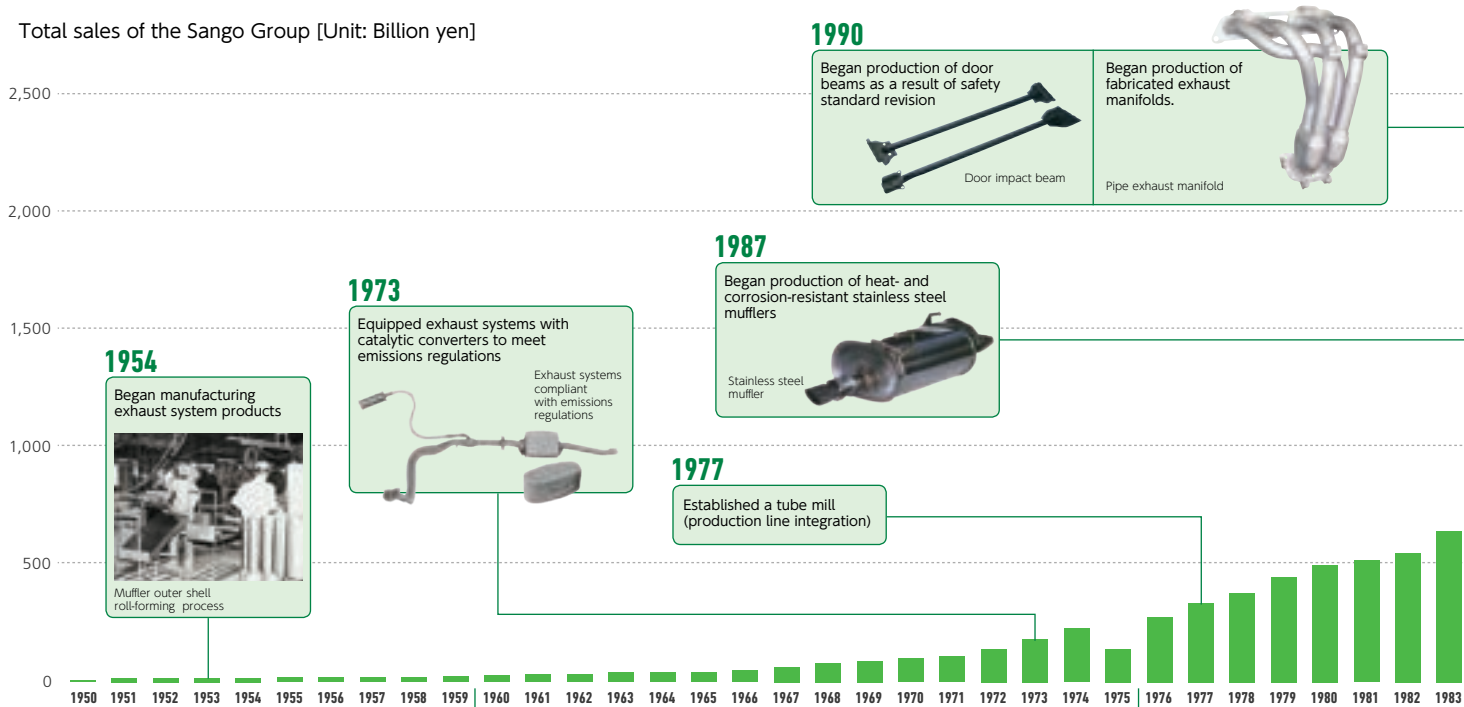 Total sales of the Sango Group [Unit: Billion yen]
2,500
2,000
1,500
1,000
500
0
1954
Began manufacturing
exhaust system products
Muffler outer shell
roll-forming process
1973
Equipped exhaust systems with
catalytic converters to meet
emissions regulations
Exhaust systems
compliant
with emissions
regulations
1977
Established a tube mill
(production line integration)
1987
Began production of heat- and
corrosion-resistant stainless steel
mufflers
Stainless steel
muffler
1990
Began production of door
beams as a result of safety
standard revision
Door impact beam
Began production of
fabricated exhaust
manifolds.
Pipe exhaust manifold
1950 1951 1952 1953 1954 1955 1956 1957 1958 1959 1960 1961 1962 1963 1964 1965 1966 1967 1968 1969 1970 1971 1972 1973 1974 1975 1976 1977 1978 1979 1980 1981 1982 1983